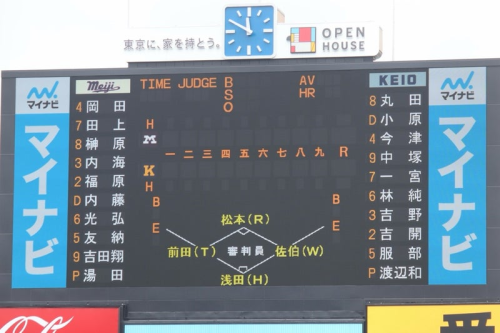 東京に、家を持とう。
OPEN HOUSE
マイナビ
Meiji
TIME JUDGE B S O AV HR
KEIO
マイナビ
4 岡田
7 田上
8 榊原
3 内海
2 福原
D 内藤
6 光弘
5 友納
9 吉田翔
P 湯田
H
M
一 二 三 四 五 六 七 八 九 R
K
H
B E
B E
松本(R)
前田(T) 審判員 佐伯(W)
浅田(H)
8 丸田
D 小原
4 今津
9 中塚
7 一宮
6 林純
3 吉野
2 吉開
5 服部
P 渡辺和
マイナビ
マイナビ